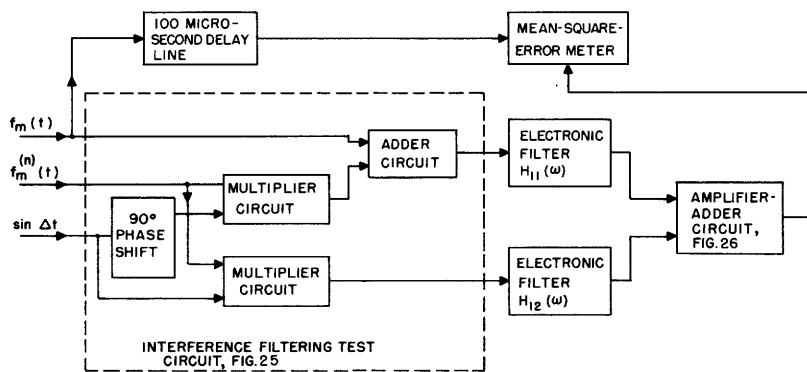 100 MICRO-
SECOND DELAY
LINE
MEAN-SQUARE-
ERROR METER
f_m(t)
f_m^(n)(t)
sin Δt
90°
PHASE
SHIFT
MULTIPLIER
CIRCUIT
MULTIPLIER
CIRCUIT
ADDER
CIRCUIT
ELECTRONIC
FILTER
H_11(ω)
ELECTRONIC
FILTER
H_12(ω)
AMPLIFIER-
ADDER
CIRCUIT,
FIG.26
INTERFERENCE FILTERING TEST
CIRCUIT, FIG.25